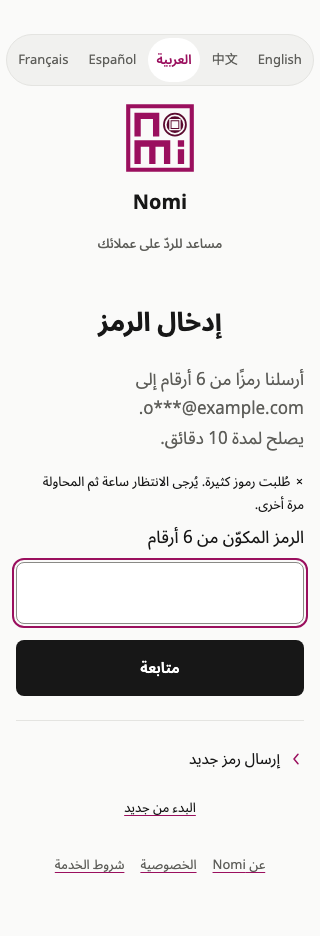 English 中文 العربية Español Français
nomi
Nomi
مساعد للردّ على عملائك
إدخال الرمز
أرسلنا رمزًا من 6 أرقام إلى
o***@example.com.
يصلح لمدة 10 دقائق.
× طُلبت رموز كثيرة. يُرجى الانتظار ساعة ثم المحاولة
مرة أخرى.
الرمز المكوّن من 6 أرقام
متابعة
إرسال رمز جديد
البدء من جديد
عن Nomi الخصوصية شروط الخدمة